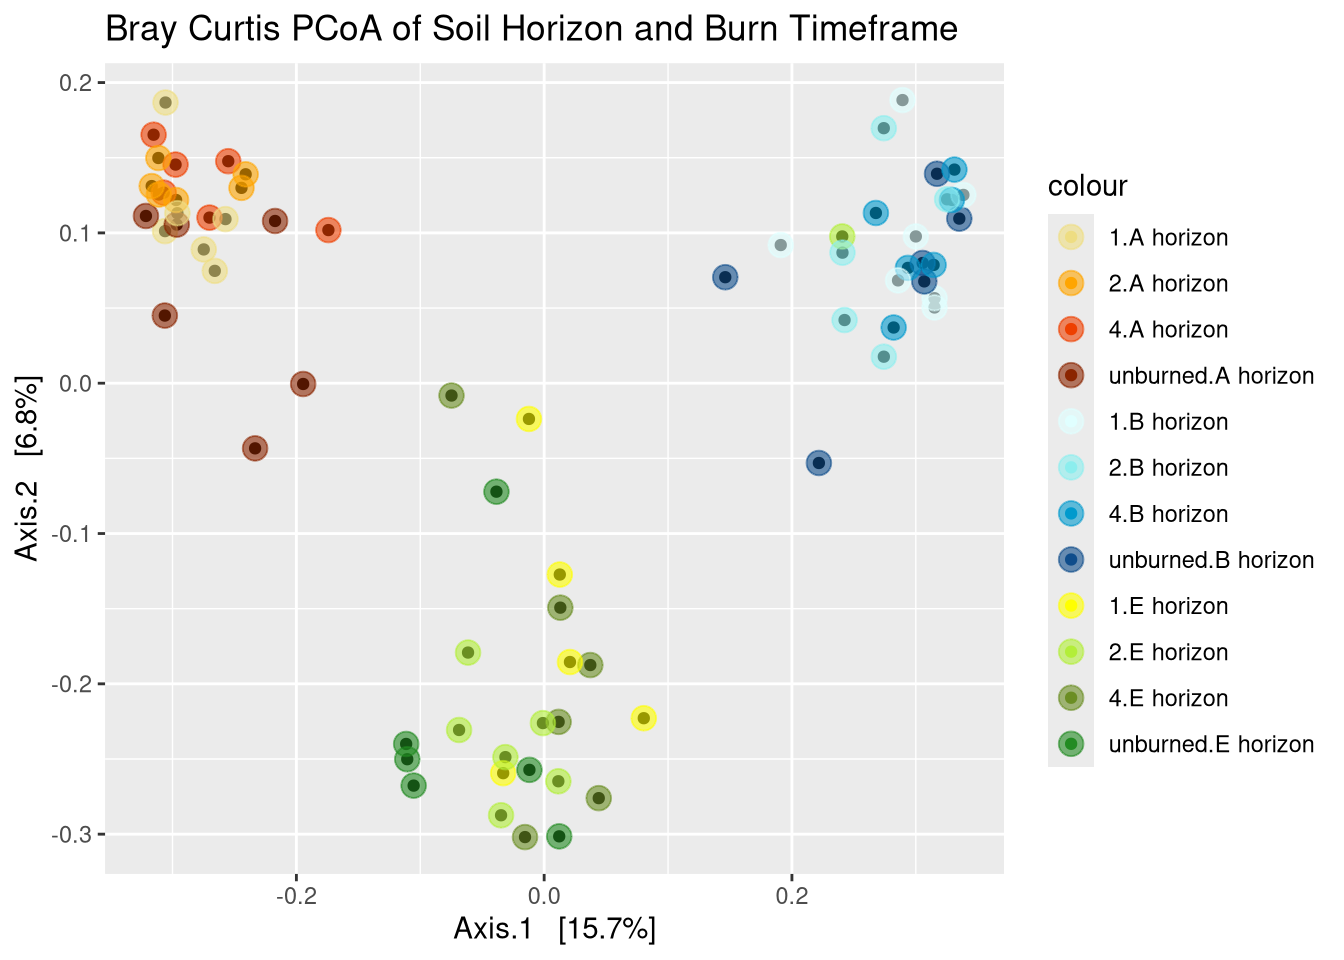 Bray Curtis PCoA of Soil Horizon and Burn Timeframe
0.2
0.1
0.0
-0.1
-0.2
-0.3
Axis.2 [6.8%]
-0.2
0.0
0.2
Axis.1 [15.7%]
colour
1.A horizon
2.A horizon
4.A horizon
unburned.A horizon
1.B horizon
2.B horizon
4.B horizon
unburned.B horizon
1.E horizon
2.E horizon
4.E horizon
unburned.E horizon